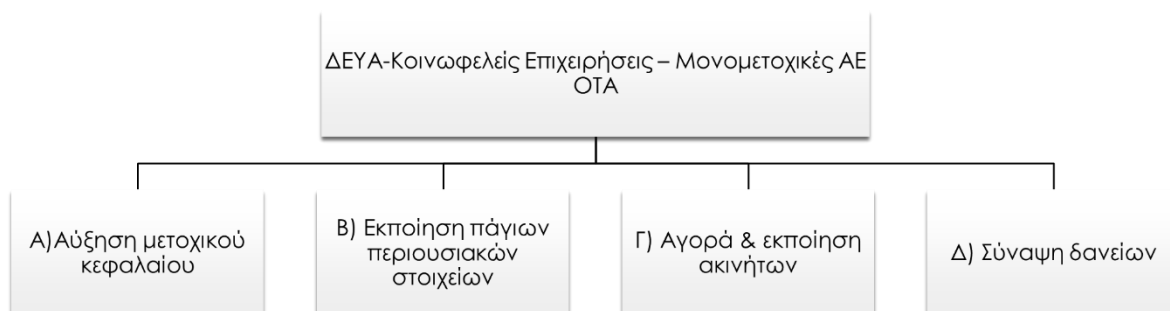 ΔΕΥΑ-Κοινωφελείς Επιχειρήσεις – Μονομετοχικές ΑΕ
ΟΤΑ
Α)Αύξηση μετοχικού
κεφαλαίου
Β) Εκποίηση πάγιων
περιουσιακών
στοιχείων
Γ) Αγορά & εκποίηση
ακινήτων
Δ) Σύναψη δανείων